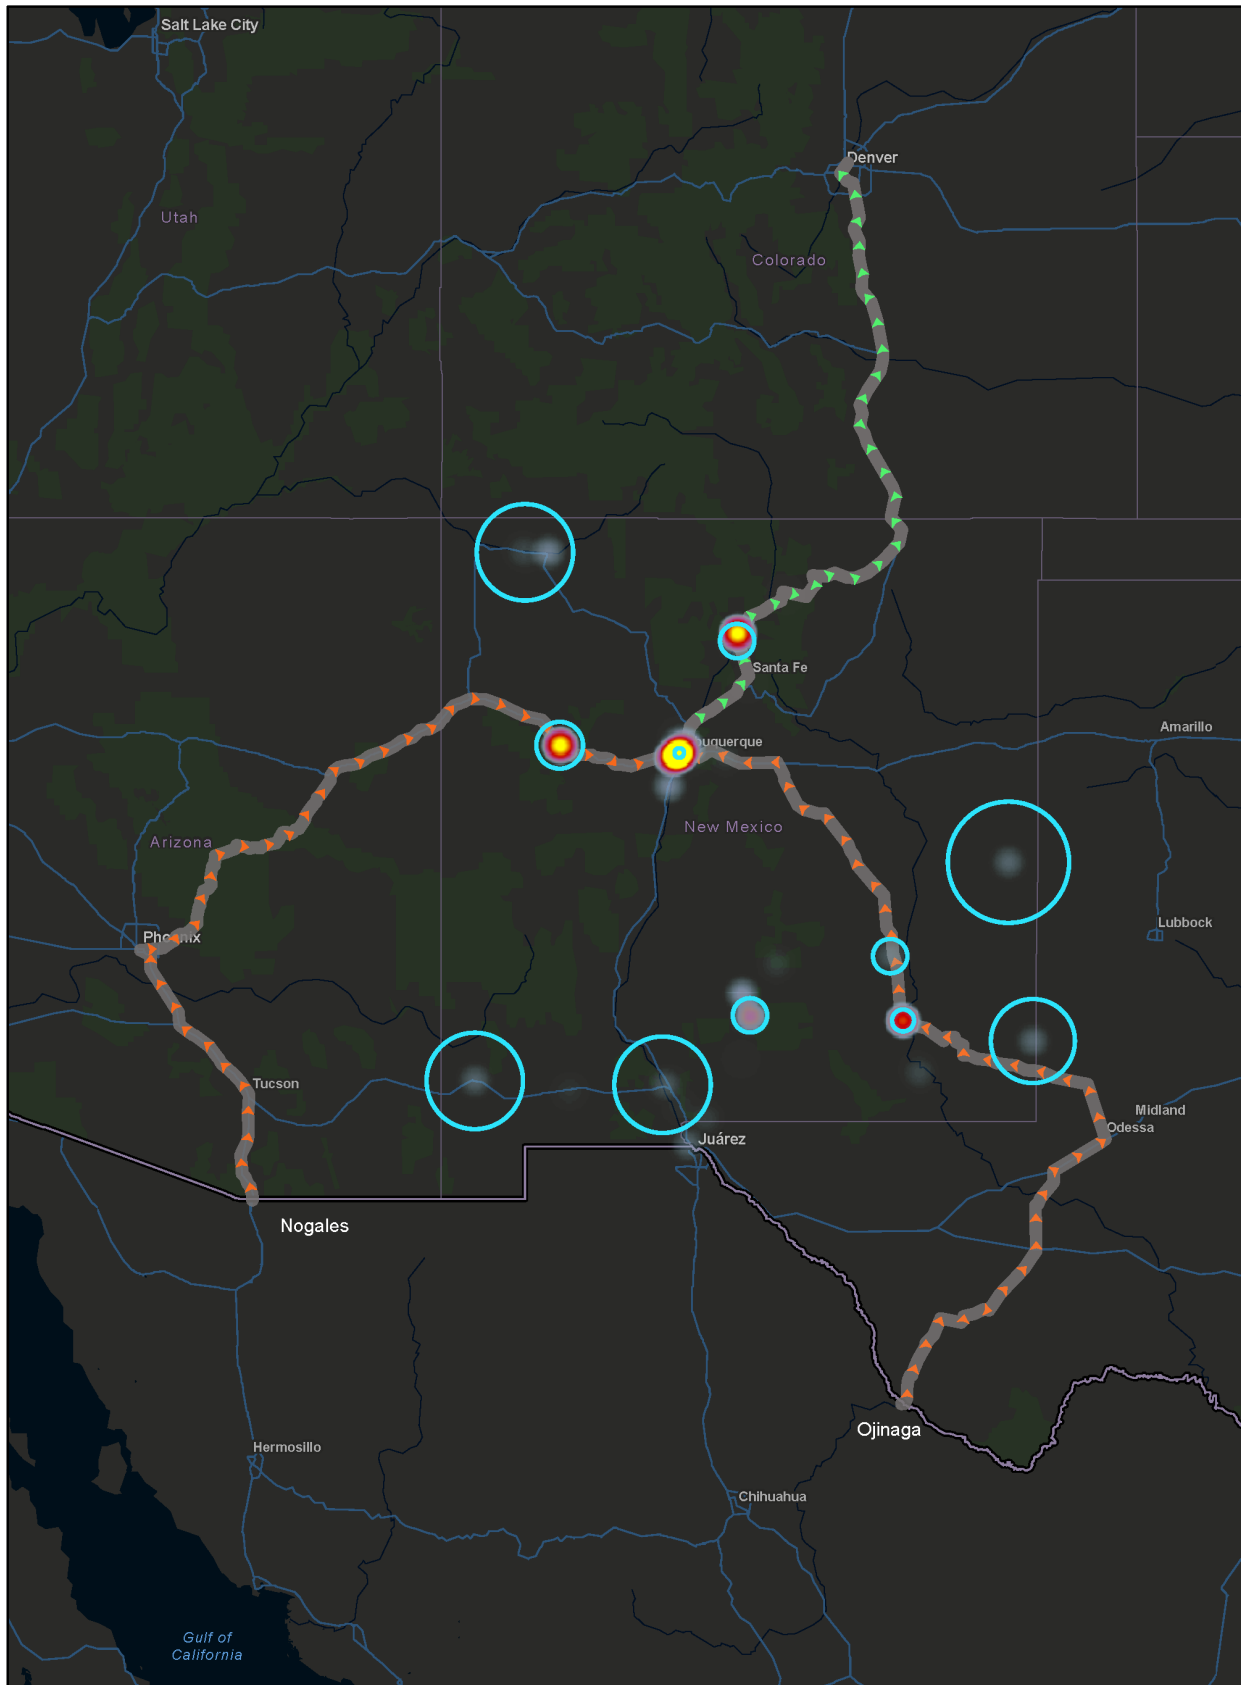 Salt Lake City
Denver
Utah
Colorado
Santa Fe
buquerque
Amarillo
New Mexico
Arizona
Phoenix
Lubbock
Tucson
Midland
Odessa
Juárez
Nogales
Ojinaga
Hermosillo
Chihuahua
Gulf of
California